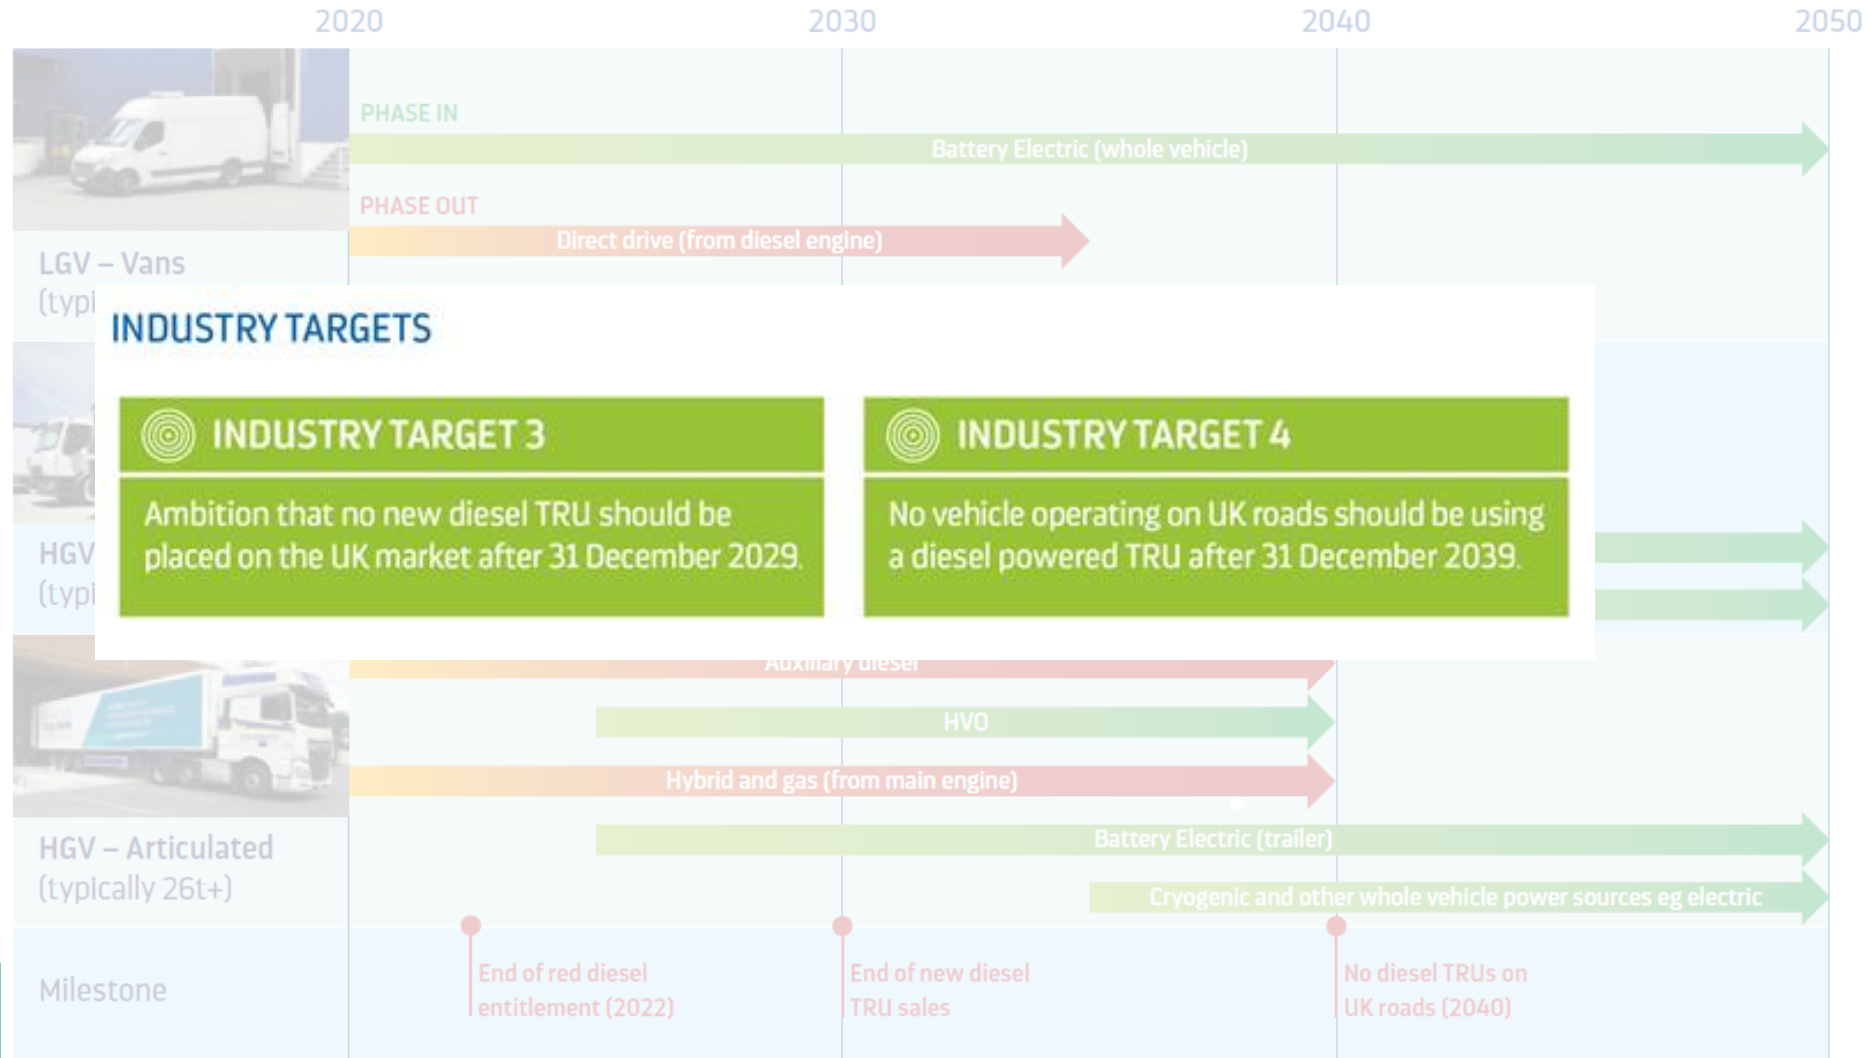 2020 2030 2040 2050
PHASE IN
Battery Electric (whole vehicle)
PHASE OUT
Direct drive (from diesel engine)
LGV – Vans
(typi
INDUSTRY TARGETS
INDUSTRY TARGET 3
Ambition that no new diesel TRU should be
placed on the UK market after 31 December 2029.
INDUSTRY TARGET 4
No vehicle operating on UK roads should be using
a diesel powered TRU after 31 December 2039.
HGV
(typi
Auxiliary diesel
HVO
Hybrid and gas (from main engine)
Battery Electric (trailer)
Cryogenic and other whole vehicle power sources eg electric
HGV – Articulated
(typically 26t+)
Milestone
End of red diesel
entitlement (2022)
End of new diesel
TRU sales
No diesel TRUs on
UK roads (2040)